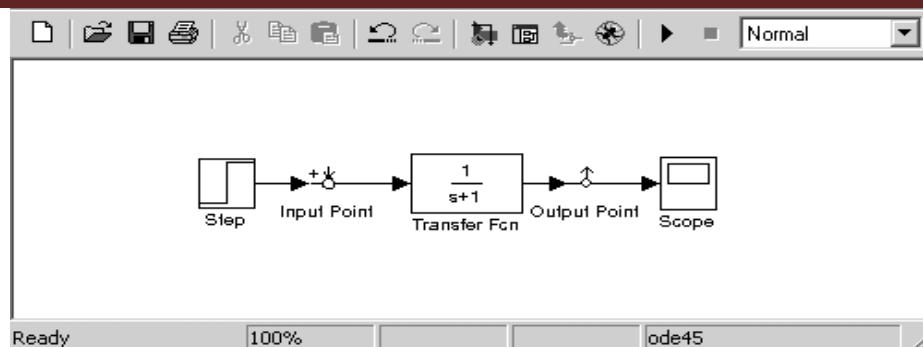 Normal
1
s+1
Step
Input Point
Transfer Fcn
Output Point
Scope
Ready
100%
ode45